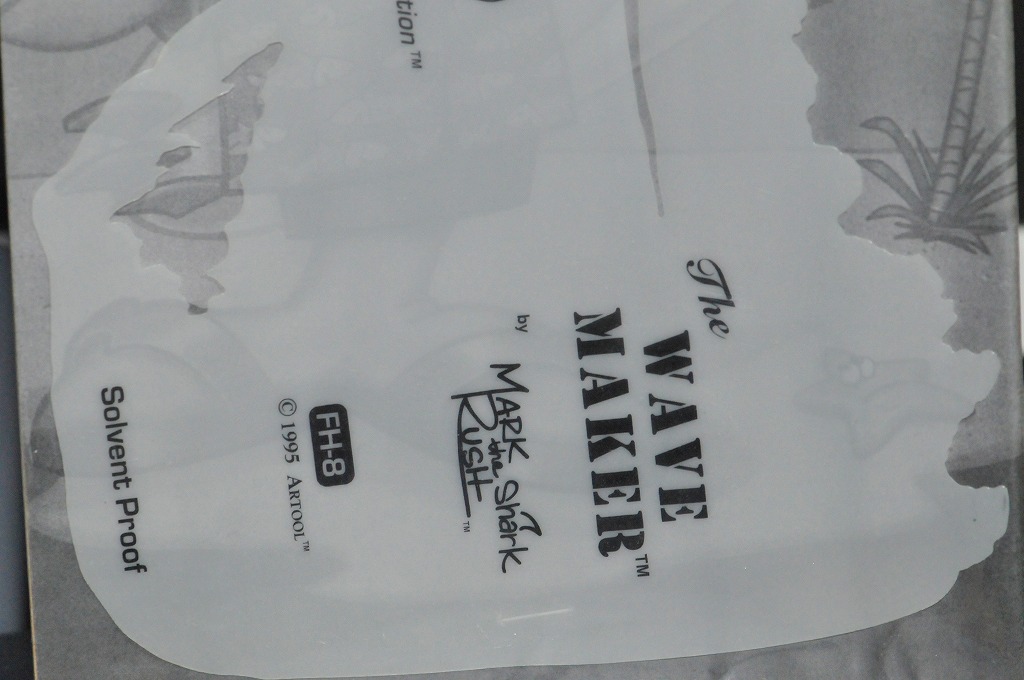 tion™
The
WAVE
MAKER™
by
MARK
the Shark
RUSH™
FH-8
© 1995 ARTOOL™
Solvent Proof